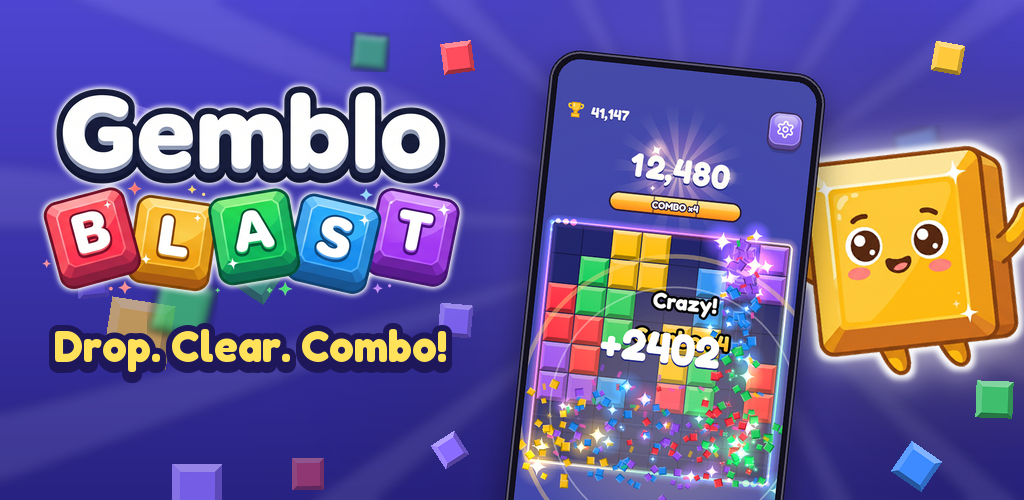 Gemblo
BLAST
Drop. Clear. Combo!
41,147
12,480
COMBO x4
Crazy!
+2402